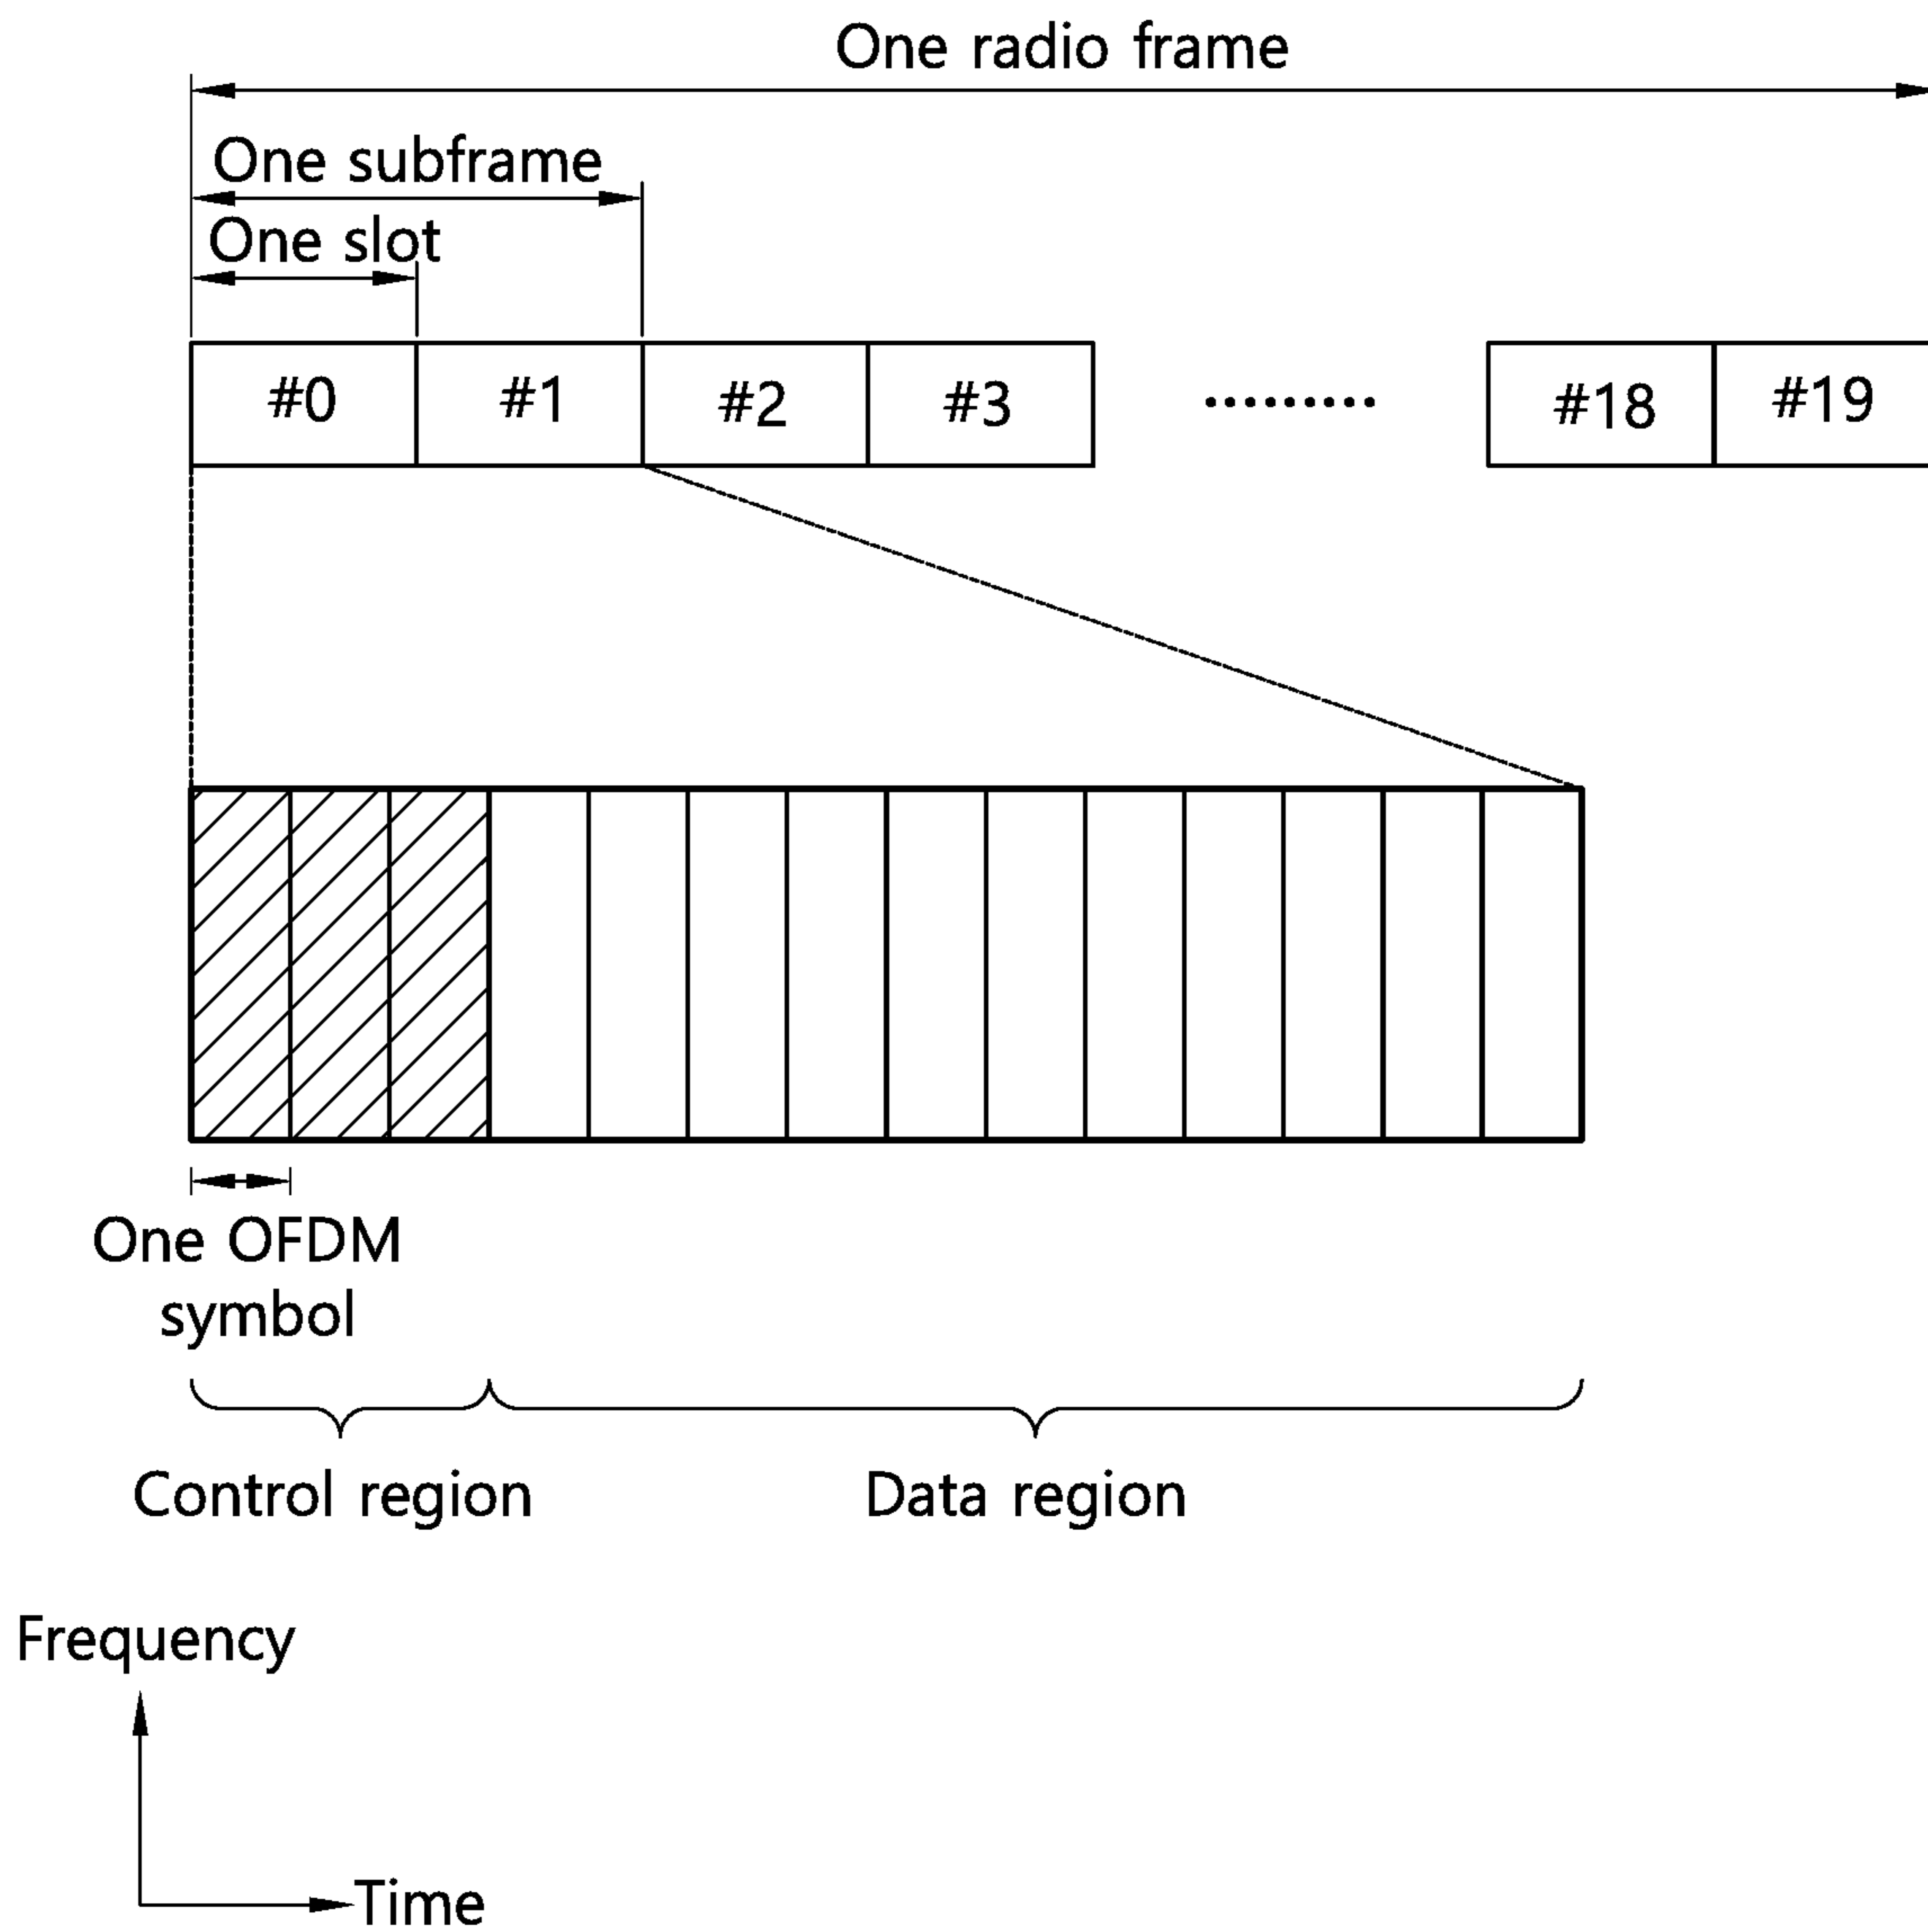 One radio frame
One subframe
One slot
#0 #1 #2 #3 ......... #18 #19
One OFDM
symbol
Control region Data region
Frequency
Time